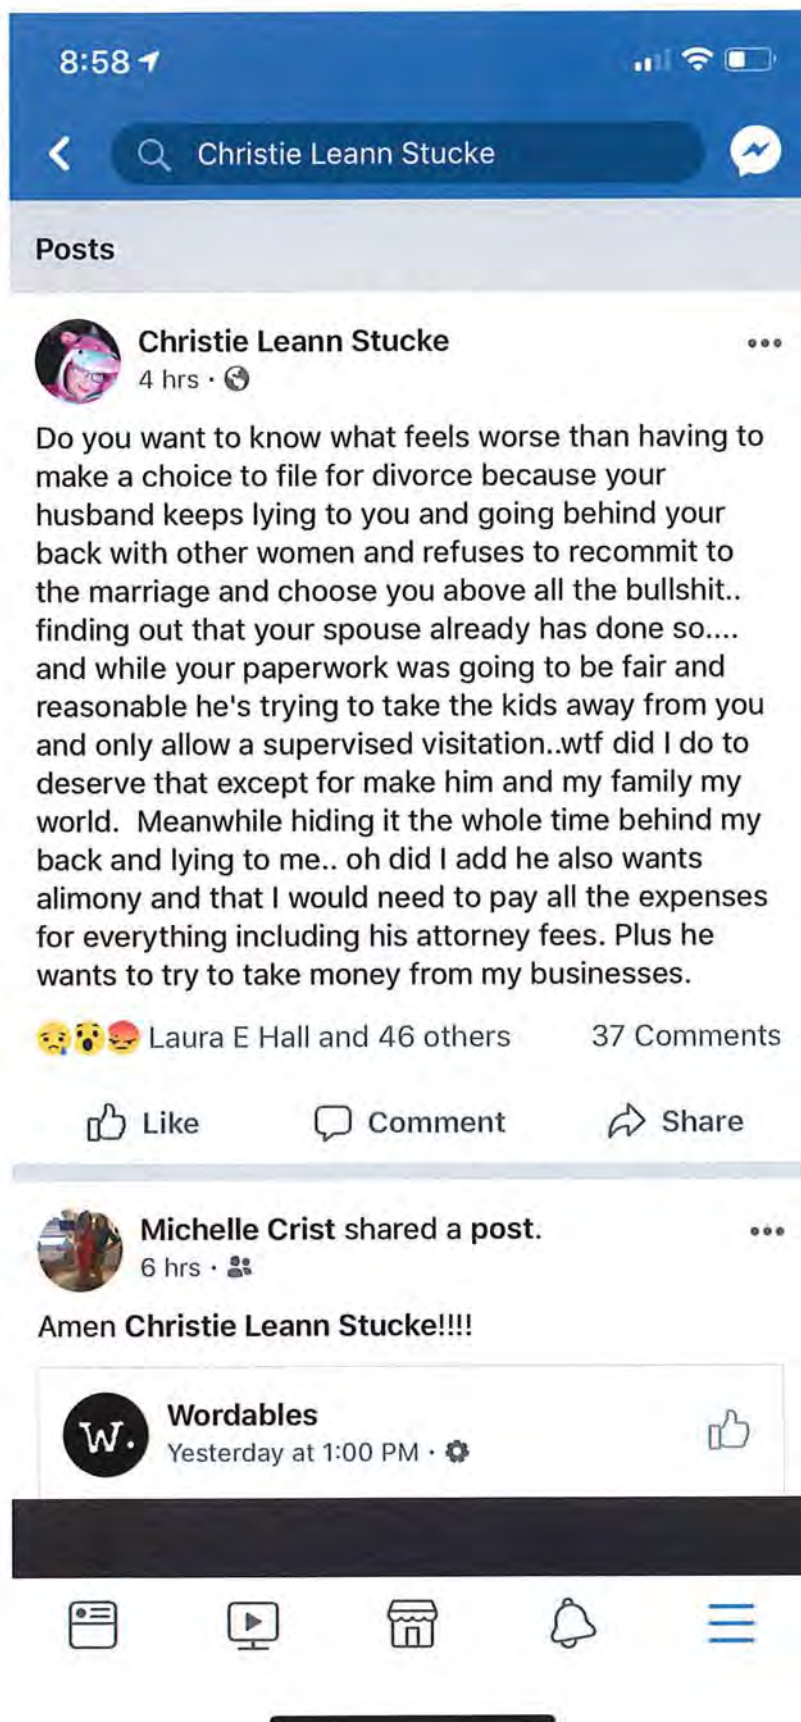 8:58
Christie Leann Stucke
Posts
Christie Leann Stucke
4 hrs ·
Do you want to know what feels worse than having to
make a choice to file for divorce because your
husband keeps lying to you and going behind your
back with other women and refuses to recommit to
the marriage and choose you above all the bullshit..
finding out that your spouse already has done so....
and while your paperwork was going to be fair and
reasonable he's trying to take the kids away from you
and only allow a supervised visitation..wtf did I do to
deserve that except for make him and my family my
world.  Meanwhile hiding it the whole time behind my
back and lying to me.. oh did I add he also wants
alimony and that I would need to pay all the expenses
for everything including his attorney fees. Plus he
wants to try to take money from my businesses.
Laura E Hall and 46 others 37 Comments
Like Comment Share
Michelle Crist shared a post.
6 hrs ·
Amen Christie Leann Stucke!!!!
W.
Wordables
Yesterday at 1:00 PM ·